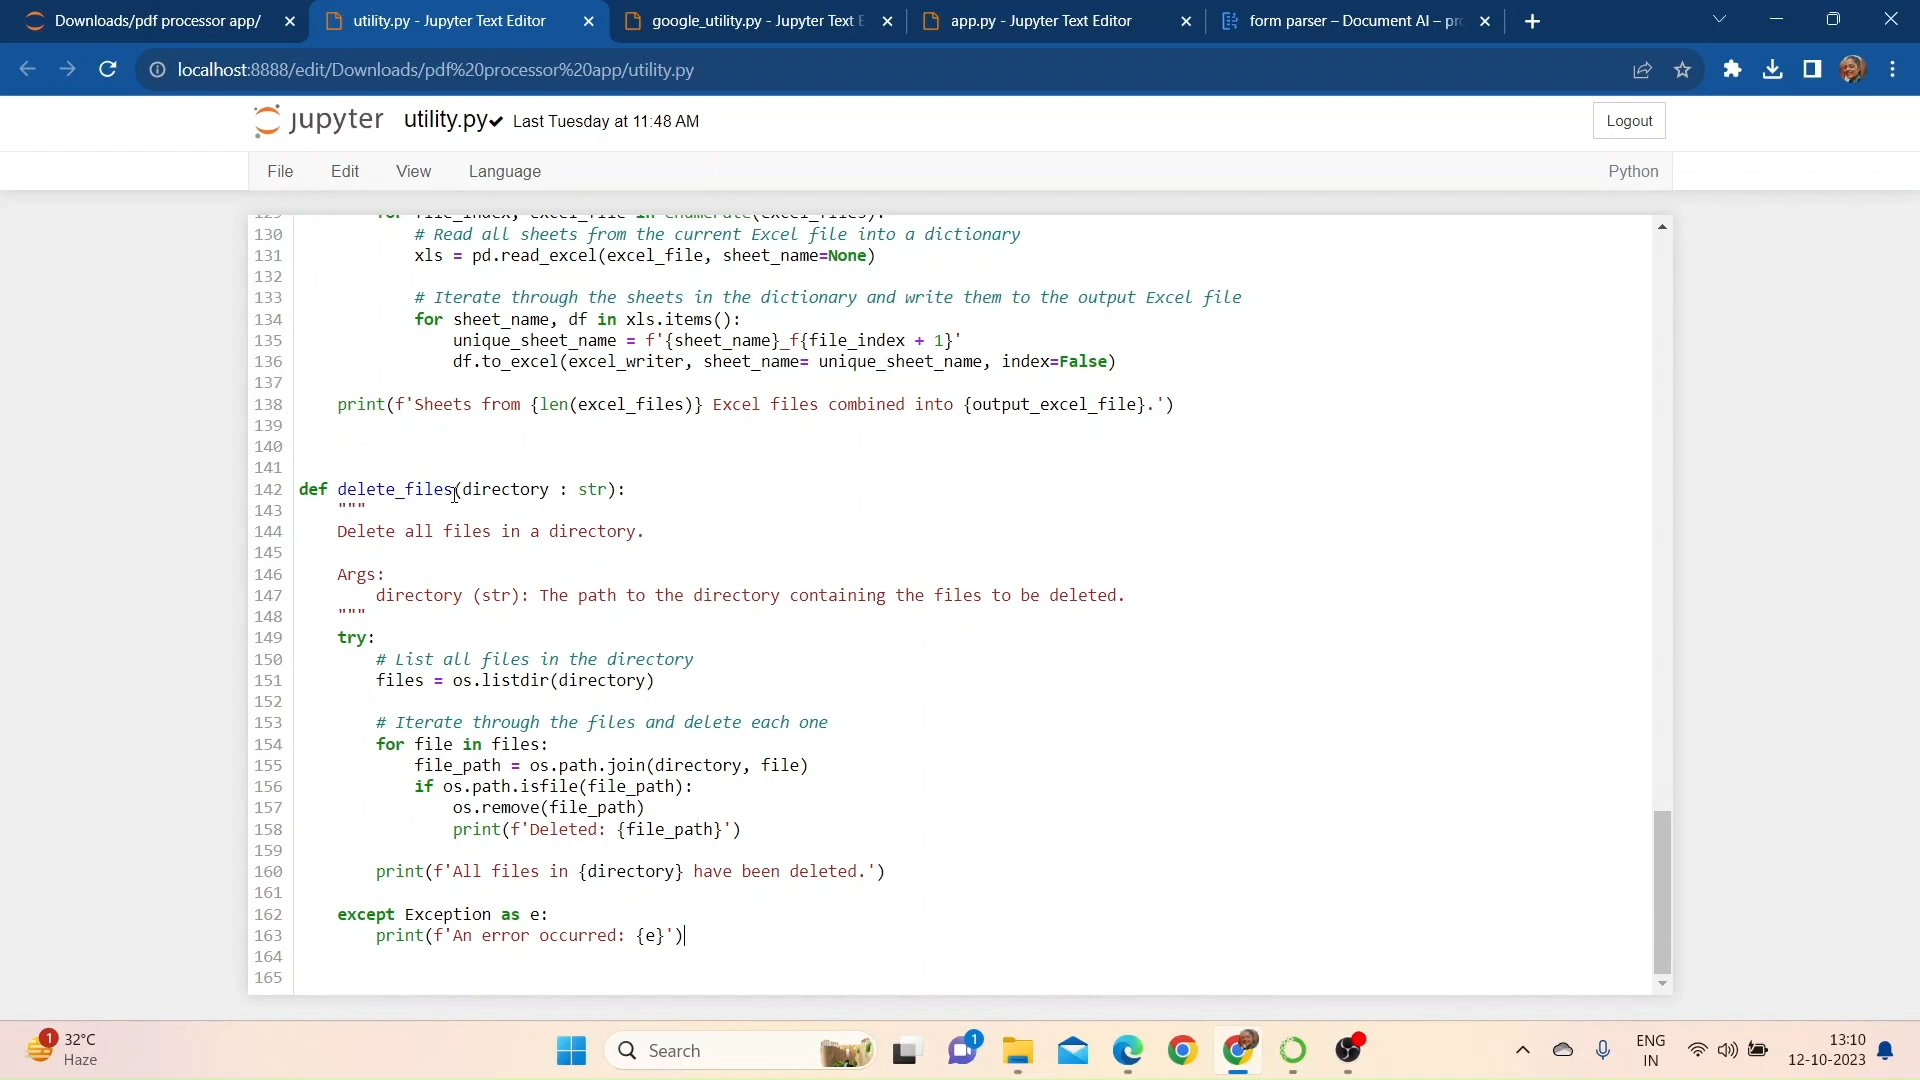 Downloads/pdf processor app/
utility.py - Jupyter Text Editor
google_utility.py - Jupyter Text E
app.py - Jupyter Text Editor
form parser – Document AI – pr
localhost:8888/edit/Downloads/pdf%20processor%20app/utility.py
jupyter utility.py Last Tuesday at 11:48 AM
Logout
File Edit View Language Python
130 # Read all sheets from the current Excel file into a dictionary
131 xls = pd.read_excel(excel_file, sheet_name=None)
132
133 # Iterate through the sheets in the dictionary and write them to the output Excel file
134 for sheet_name, df in xls.items():
135 unique_sheet_name = f'{sheet_name}_f{file_index + 1}'
136 df.to_excel(excel_writer, sheet_name= unique_sheet_name, index=False)
137
138 print(f'Sheets from {len(excel_files)} Excel files combined into {output_excel_file}.')
139
140
141
142 def delete_files(directory : str):
143 """
144 Delete all files in a directory.
145
146 Args:
147 directory (str): The path to the directory containing the files to be deleted.
148 """
149 try:
150 # List all files in the directory
151 files = os.listdir(directory)
152
153 # Iterate through the files and delete each one
154 for file in files:
155 file_path = os.path.join(directory, file)
156 if os.path.isfile(file_path):
157 os.remove(file_path)
158 print(f'Deleted: {file_path}')
159
160 print(f'All files in {directory} have been deleted.')
161
162 except Exception as e:
163 print(f'An error occurred: {e}')
164
165
1
32°C
Haze
Search
1
ENG
IN
13:10
12-10-2023